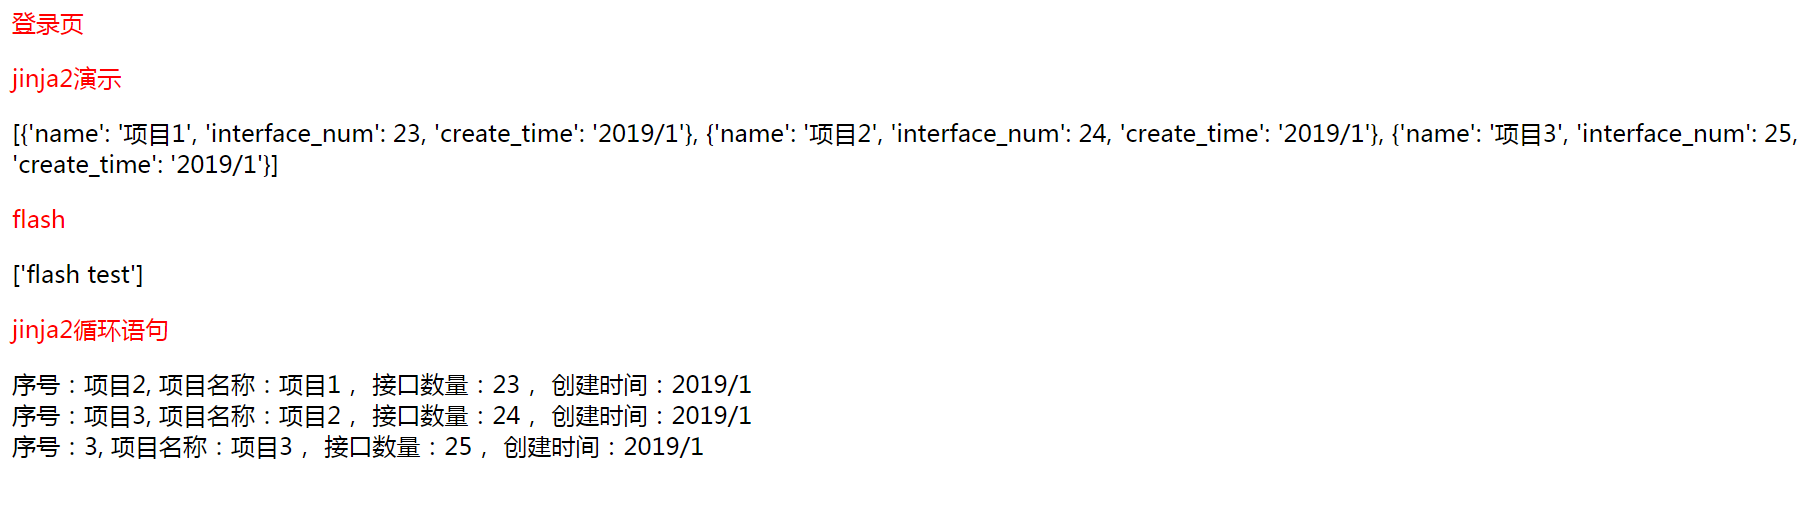 登录页
jinja2演示
[{'name': '项目1', 'interface_num': 23, 'create_time': '2019/1'}, {'name': '项目2', 'interface_num': 24, 'create_time': '2019/1'}, {'name': '项目3', 'interface_num': 25,
'create_time': '2019/1'}]
flash
['flash test']
jinja2循环语句
序号：项目2, 项目名称：项目1 ，接口数量：23 ，创建时间：2019/1
序号：项目3, 项目名称：项目2 ，接口数量：24 ，创建时间：2019/1
序号：3, 项目名称：项目3 ，接口数量：25 ，创建时间：2019/1